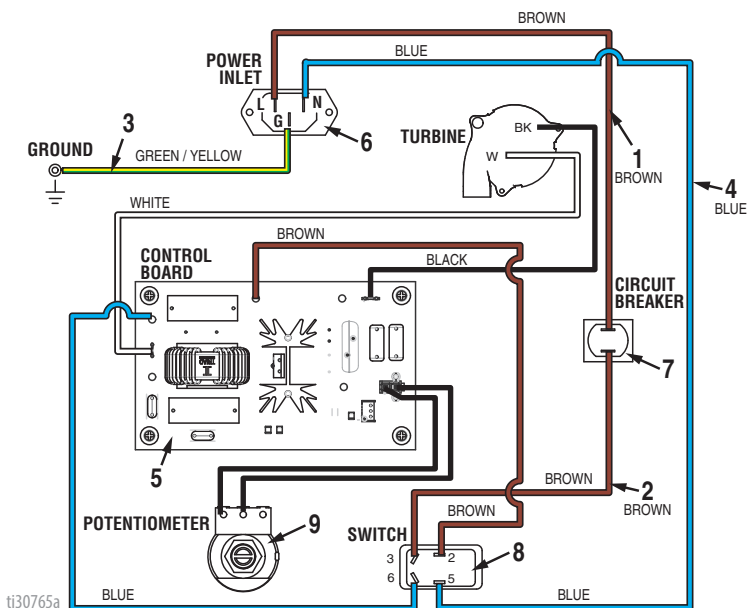 BROWN
BLUE
POWER
INLET
L
N
G
6
3
GROUND
GREEN / YELLOW
TURBINE
BK
W
1
BROWN
4
BLUE
WHITE
BROWN
BLACK
CONTROL
BOARD
CIRCUIT
BREAKER
7
5
BROWN
2
BROWN
BROWN
POTENTIOMETER
9
SWITCH
3
2
8
6
5
BLUE
BLUE
ti30765a